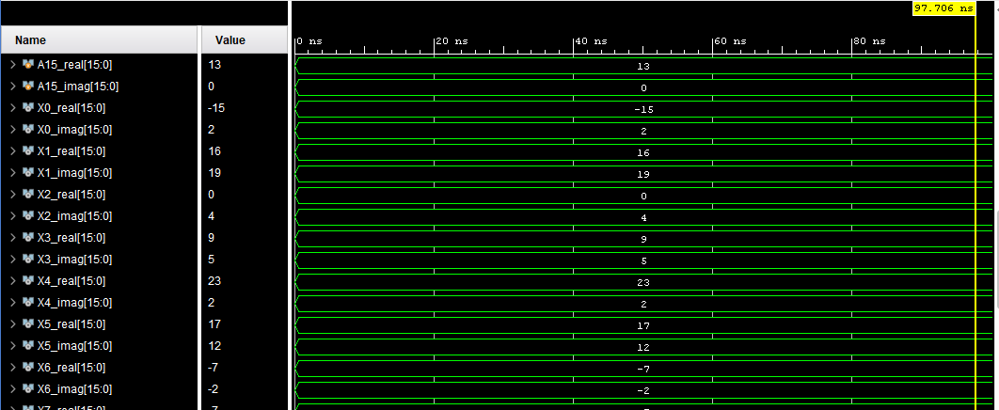 97.706 ns
Name Value
0 ns 20 ns 40 ns 60 ns 80 ns
A15_real[15:0] 13 13
A15_imag[15:0] 0 0
X0_real[15:0] -15 -15
X0_imag[15:0] 2 2
X1_real[15:0] 16 16
X1_imag[15:0] 19 19
X2_real[15:0] 0 0
X2_imag[15:0] 4 4
X3_real[15:0] 9 9
X3_imag[15:0] 5 5
X4_real[15:0] 23 23
X4_imag[15:0] 2 2
X5_real[15:0] 17 17
X5_imag[15:0] 12 12
X6_real[15:0] -7 -7
X6_imag[15:0] -2 -2
X7_real[15:0]